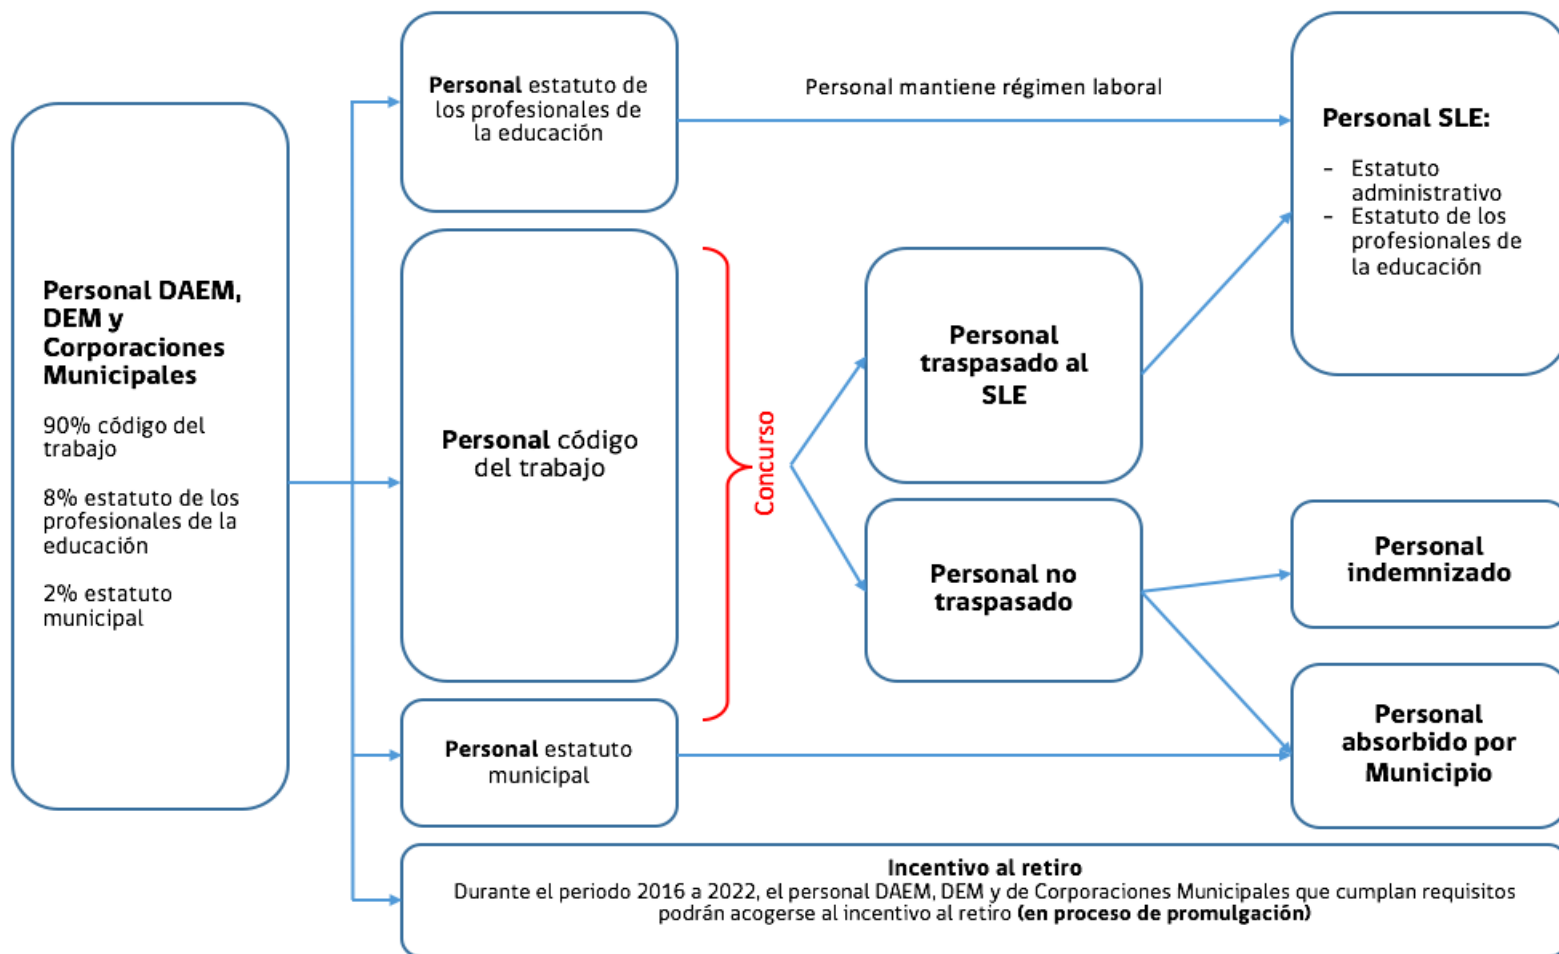 Personal DAEM,
DEM y
Corporaciones
Municipales
90% código del
trabajo
8% estatuto de los
profesionales de la
educación
2% estatuto
municipal
Personal estatuto de
los profesionales de
la educación
Personal mantiene régimen laboral
Personal SLE:
- Estatuto
administrativo
- Estatuto de los
profesionales de
la educación
Personal código
del trabajo
Concurso
Personal
traspasado al
SLE
Personal no
traspasado
Personal
indemnizado
Personal estatuto
municipal
Personal
absorbido por
Municipio
Incentivo al retiro
Durante el periodo 2016 a 2022, el personal DAEM, DEM y de Corporaciones Municipales que cumplan requisitos
podrán acogerse al incentivo al retiro (en proceso de promulgación)